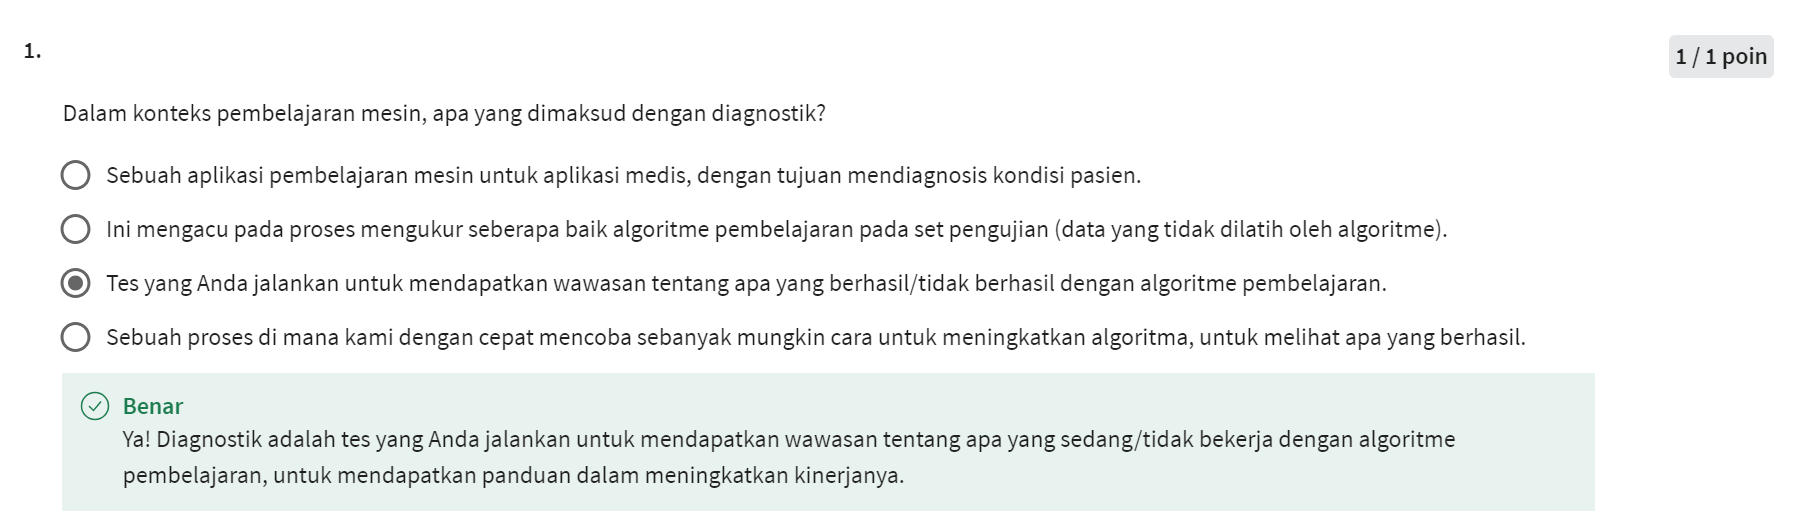 1.
1 / 1 poin
Dalam konteks pembelajaran mesin, apa yang dimaksud dengan diagnostik?
Sebuah aplikasi pembelajaran mesin untuk aplikasi medis, dengan tujuan mendiagnosis kondisi pasien.
Ini mengacu pada proses mengukur seberapa baik algoritme pembelajaran pada set pengujian (data yang tidak dilatih oleh algoritme).
Tes yang Anda jalankan untuk mendapatkan wawasan tentang apa yang berhasil/tidak berhasil dengan algoritme pembelajaran.
Sebuah proses di mana kami dengan cepat mencoba sebanyak mungkin cara untuk meningkatkan algoritma, untuk melihat apa yang berhasil.
Benar
Ya! Diagnostik adalah tes yang Anda jalankan untuk mendapatkan wawasan tentang apa yang sedang/tidak bekerja dengan algoritme
pembelajaran, untuk mendapatkan panduan dalam meningkatkan kinerjanya.